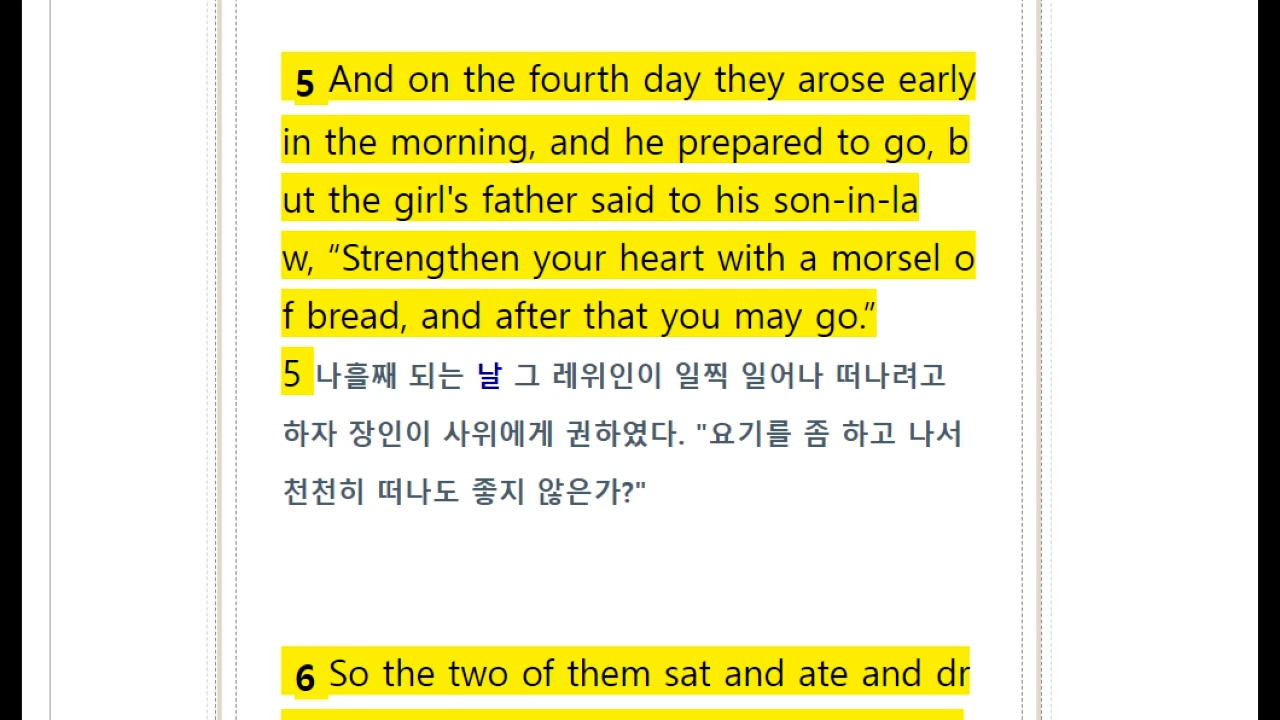 5 And on the fourth day they arose early
in the morning, and he prepared to go, b
ut the girl's father said to his son-in-la
w, “Strengthen your heart with a morsel o
f bread, and after that you may go.”
5 나흘째 되는 날 그 레위인이 일찍 일어나 떠나려고
하자 장인이 사위에게 권하였다. "요기를 좀 하고 나서
천천히 떠나도 좋지 않은가?"
6 So the two of them sat and ate and dr